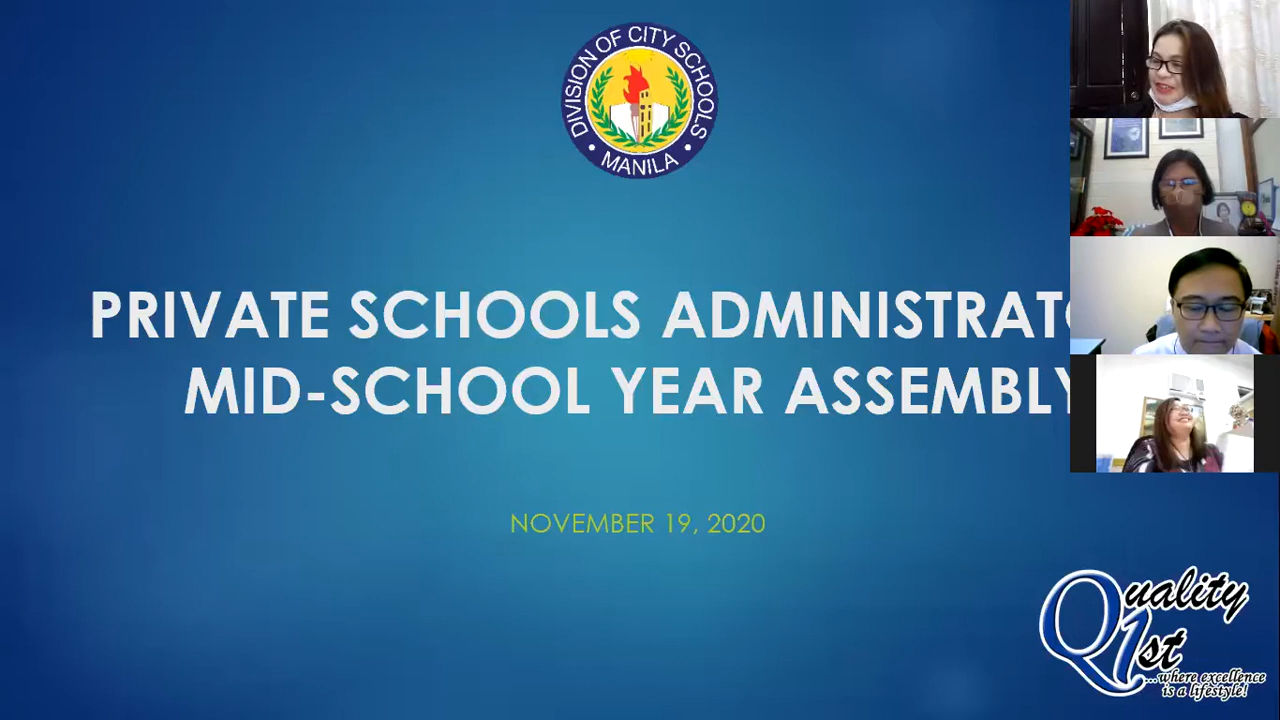 DIVISION OF CITY SCHOOLS
• MANILA •
PRIVATE SCHOOLS ADMINISTRATO
MID-SCHOOL YEAR ASSEMBLY
NOVEMBER 19, 2020
Quality
1st
...where excellence
is a lifestyle!